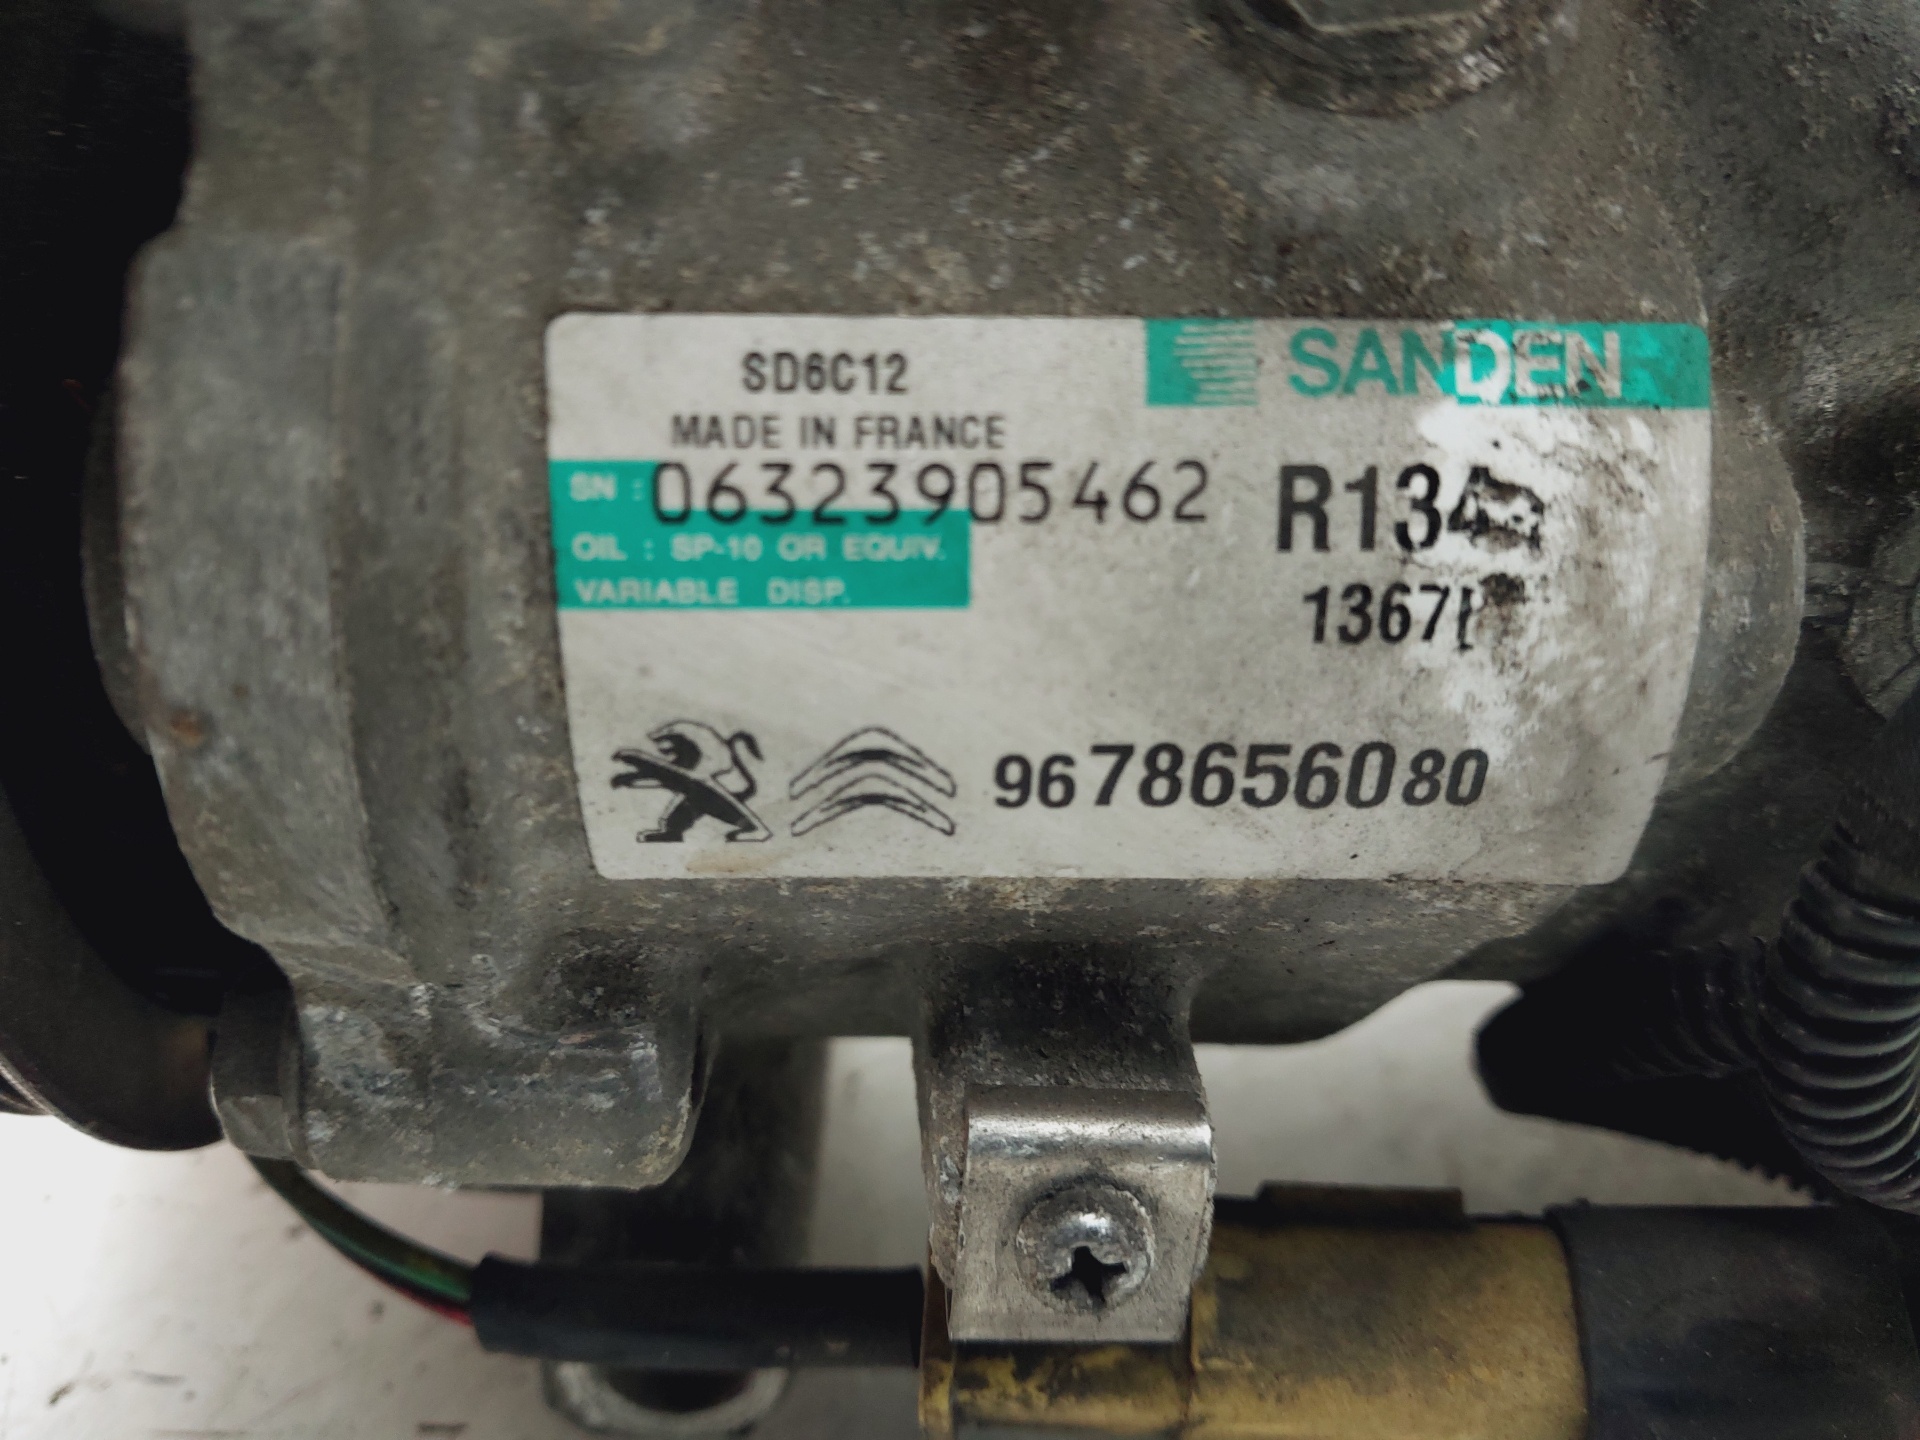 SD6C12
SANDEN
MADE IN FRANCE
SN : 06323905462
R134
OIL : SP-10 OR EQUIV.
VARIABLE DISP.
1367
9678656080